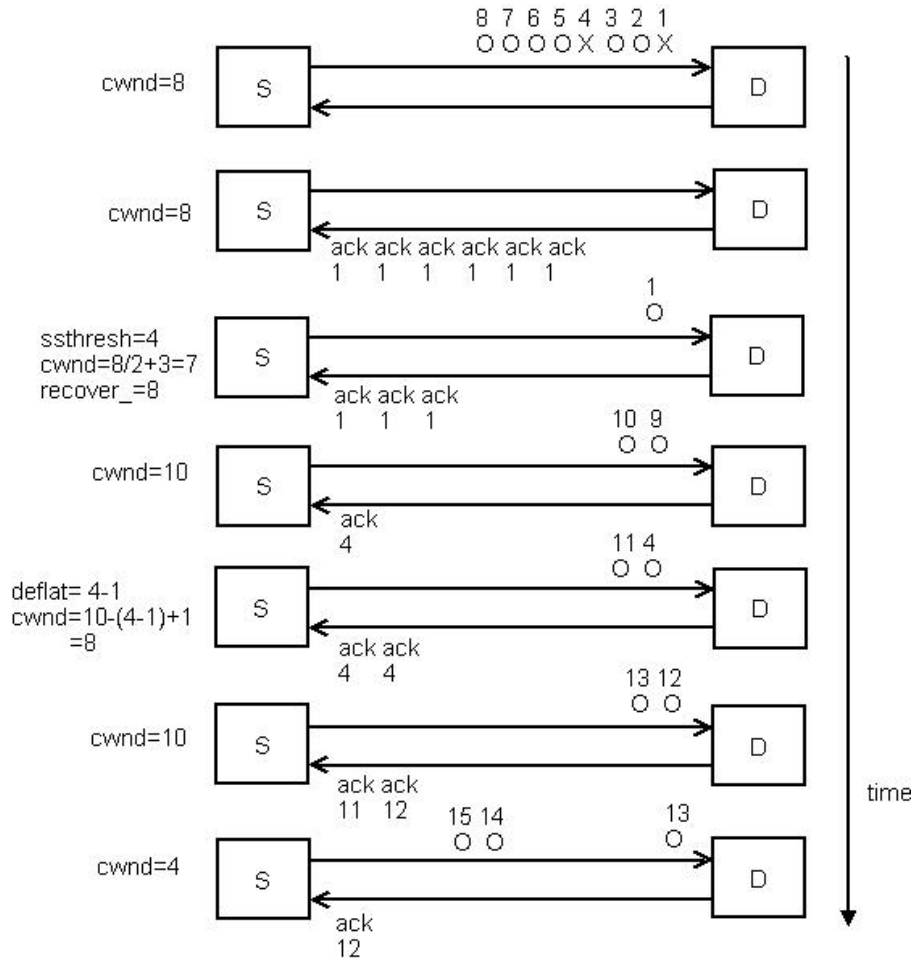 8 7 6 5 4 3 2 1
O O O O X O O X
cwnd=8
S
D
cwnd=8
S
D
ack ack ack ack ack ack
1 1 1 1 1 1
1
O
ssthresh=4
cwnd=8/2+3=7
recover_=8
S
D
ack ack ack
1 1 1
10 9
O O
cwnd=10
S
D
ack
4
11 4
O O
deflat= 4-1
cwnd=10-(4-1)+1
=8
S
D
ack ack
4 4
13 12
O O
cwnd=10
S
D
ack ack
11 12
time
15 14 13
O O O
cwnd=4
S
D
ack
12